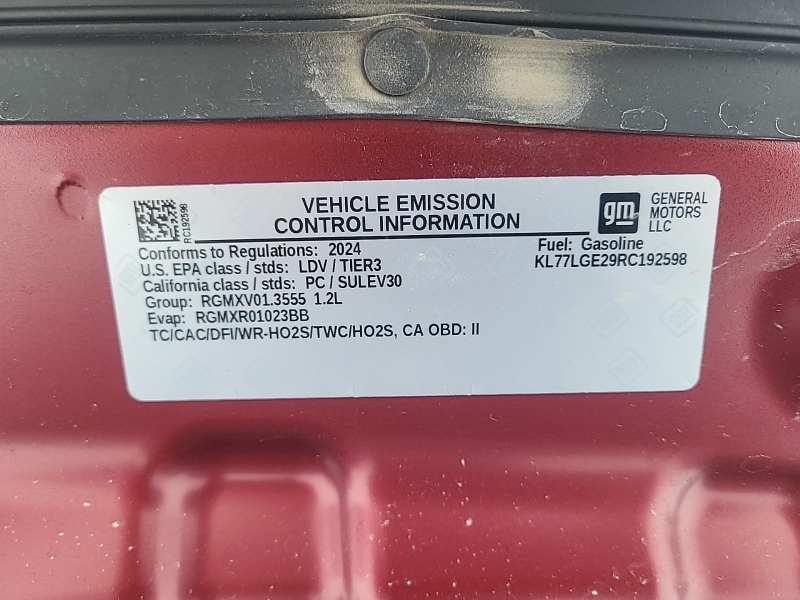 VEHICLE EMISSION
CONTROL INFORMATION
gm
GENERAL
MOTORS
LLC
RC192598
Conforms to Regulations: 2024
U.S. EPA class / stds: LDV / TIER3
California class / stds: PC / SULEV30
Group: RGMXV01.3555 1.2L
Evap: RGMXR01023BB
TC/CAC/DFI/WR-HO2S/TWC/HO2S, CA OBD: II
Fuel: Gasoline
KL77LGE29RC192598